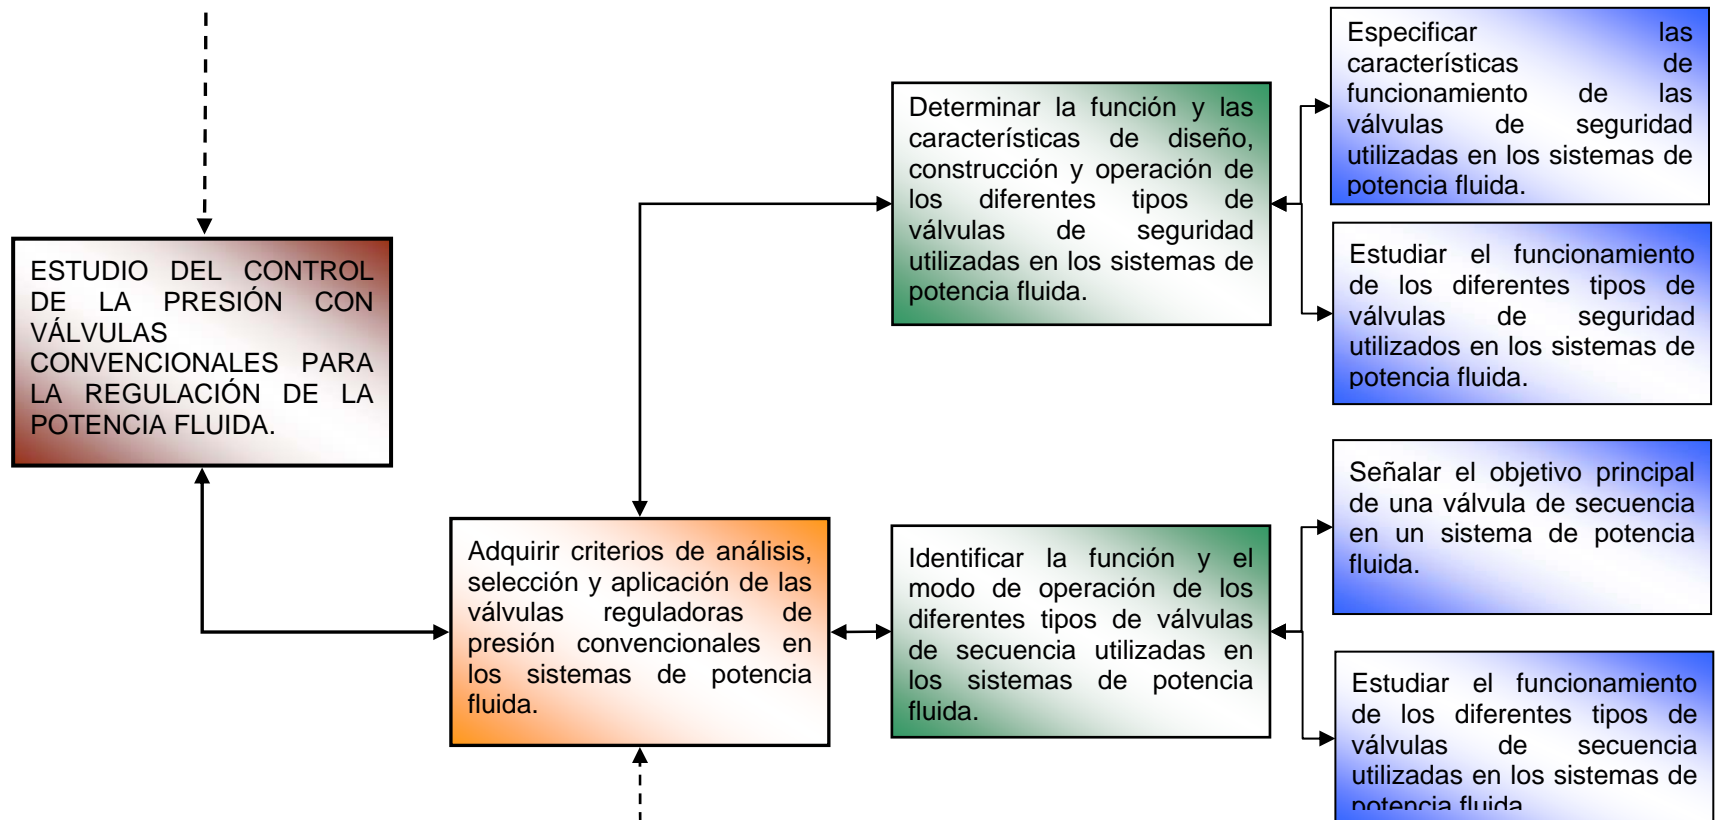 ESTUDIO DEL CONTROL
DE LA PRESIÓN CON
VÁLVULAS
CONVENCIONALES PARA
LA REGULACIÓN DE LA
POTENCIA FLUIDA.
Adquirir criterios de análisis,
selección y aplicación de las
válvulas reguladoras de
presión convencionales en
los sistemas de potencia
fluida.
Determinar la función y las
características de diseño,
construcción y operación de
los diferentes tipos de
válvulas de seguridad
utilizadas en los sistemas de
potencia fluida.
Especificar las
características de
funcionamiento de las
válvulas de seguridad
utilizadas en los sistemas de
potencia fluida.
Estudiar el funcionamiento
de los diferentes tipos de
válvulas de seguridad
utilizados en los sistemas de
potencia fluida.
Identificar la función y el
modo de operación de los
diferentes tipos de válvulas
de secuencia utilizadas en
los sistemas de potencia
fluida.
Señalar el objetivo principal
de una válvula de secuencia
en un sistema de potencia
fluida.
Estudiar el funcionamiento
de los diferentes tipos de
válvulas de secuencia
utilizadas en los sistemas de
potencia fluida